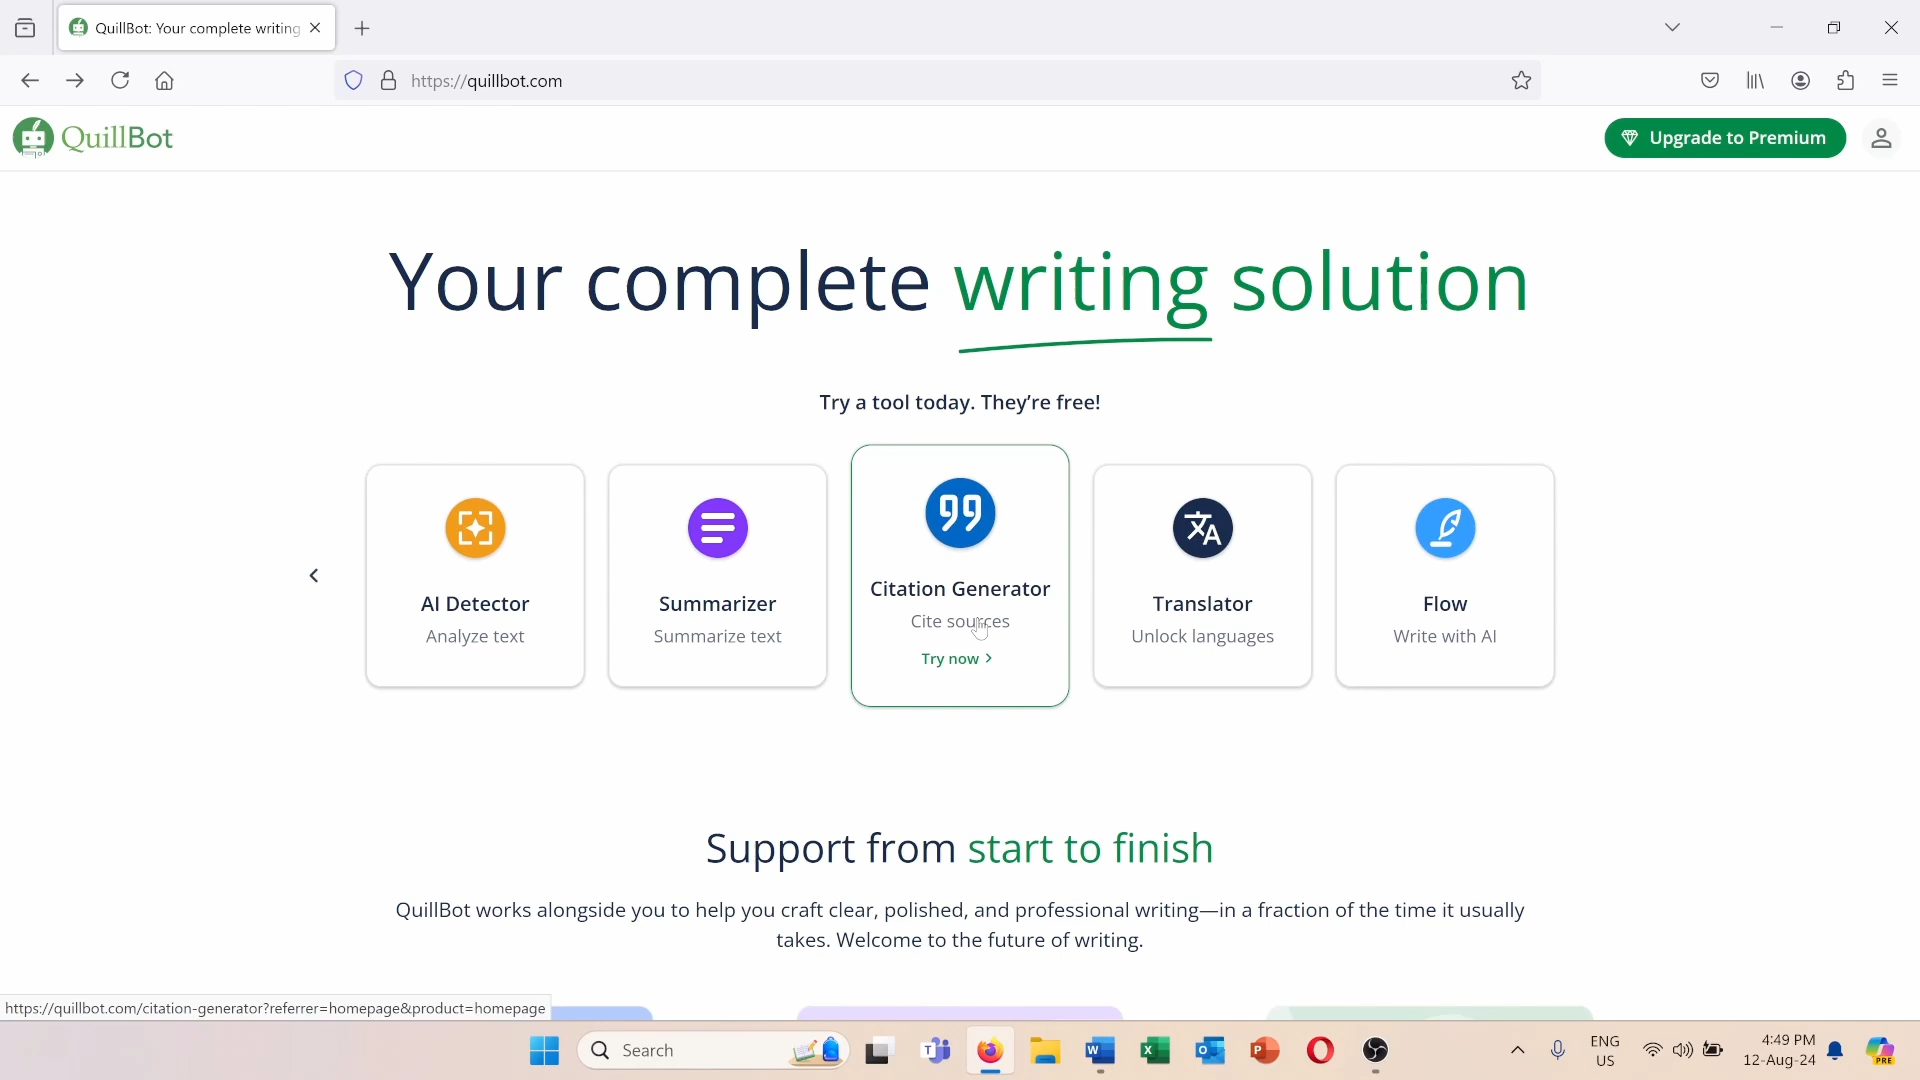 QuillBot: Your complete writing
https://quillbot.com
QuillBot
Upgrade to Premium
Your complete writing solution
Try a tool today. They’re free!
AI Detector
Analyze text
Summarizer
Summarize text
Citation Generator
Cite sources
Try now
Translator
Unlock languages
Flow
Write with AI
Support from start to finish
QuillBot works alongside you to help you craft clear, polished, and professional writing—in a fraction of the time it usually
takes. Welcome to the future of writing.
https://quillbot.com/citation-generator?referrer=homepage&product=homepage
Search
ENG
US
4:49 PM
12-Aug-24
PRE